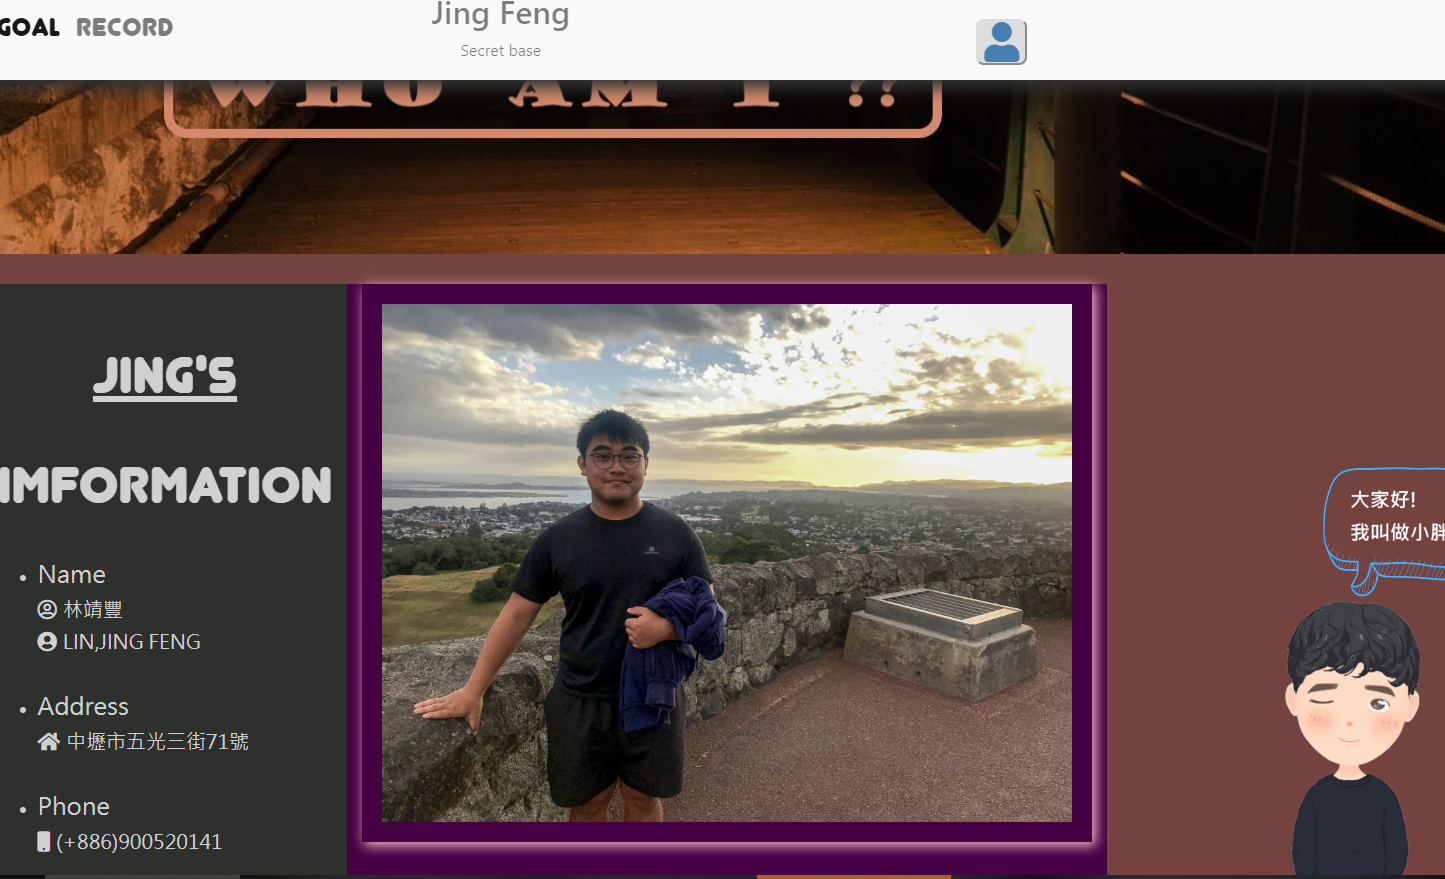 GOAL RECORD
Jing Feng
Secret base
WHO AM I !!
JING'S
IMFORMATION
Name
林靖豐
LIN,JING FENG
Address
中壢市五光三街71號
Phone
(+886)900520141
大家好!
我叫做小胖